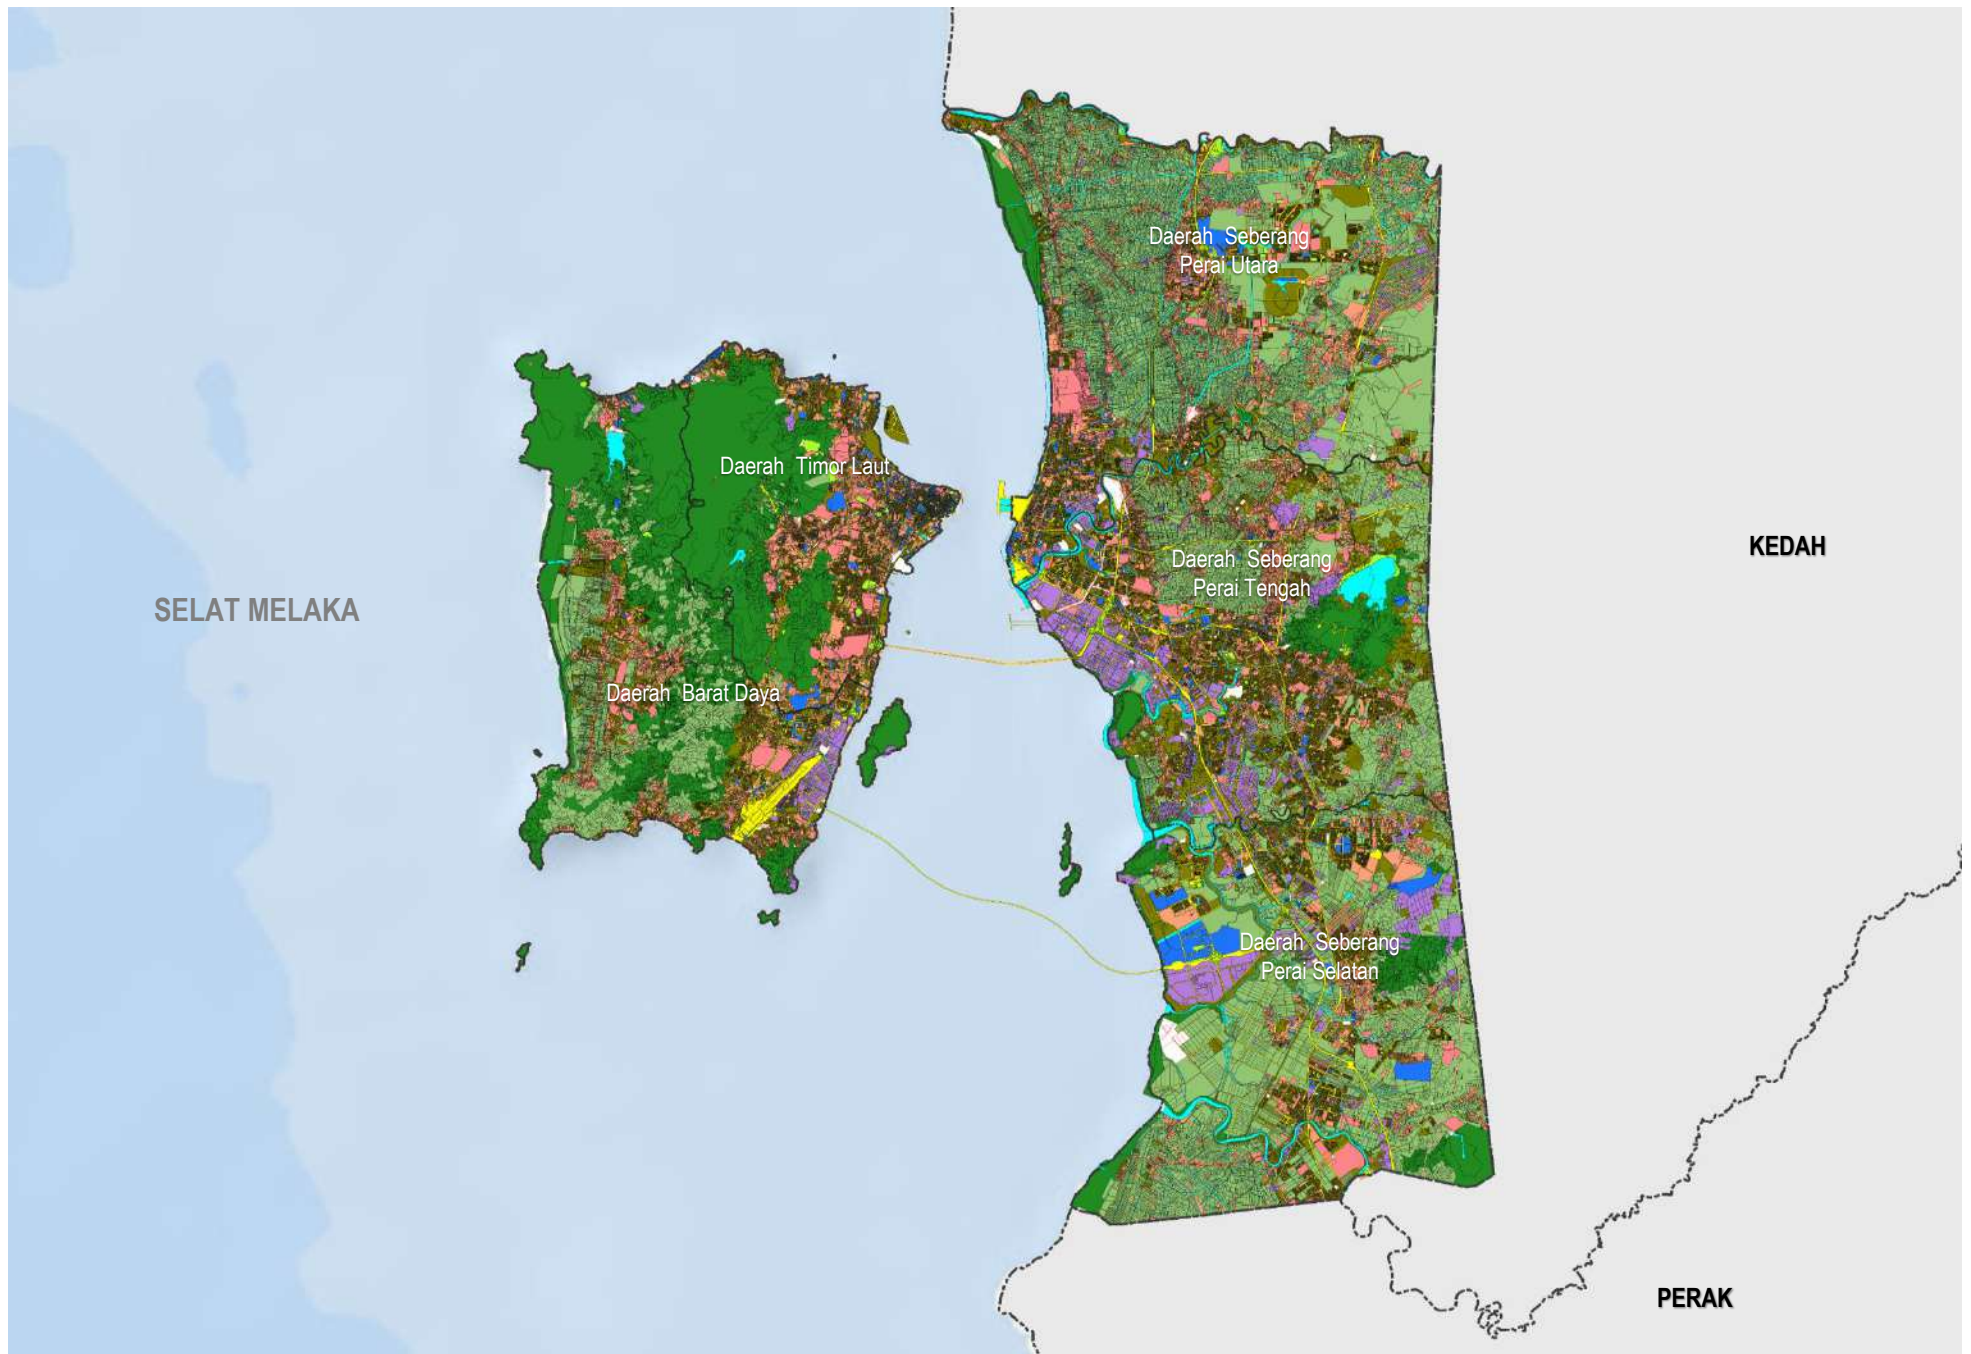 Daerah Seberang
Perai Utara
Daerah Timor Laut
Daerah Seberang
Perai Tengah
KEDAH
SELAT MELAKA
Daerah Barat Daya
Daerah Seberang
Perai Selatan
PERAK